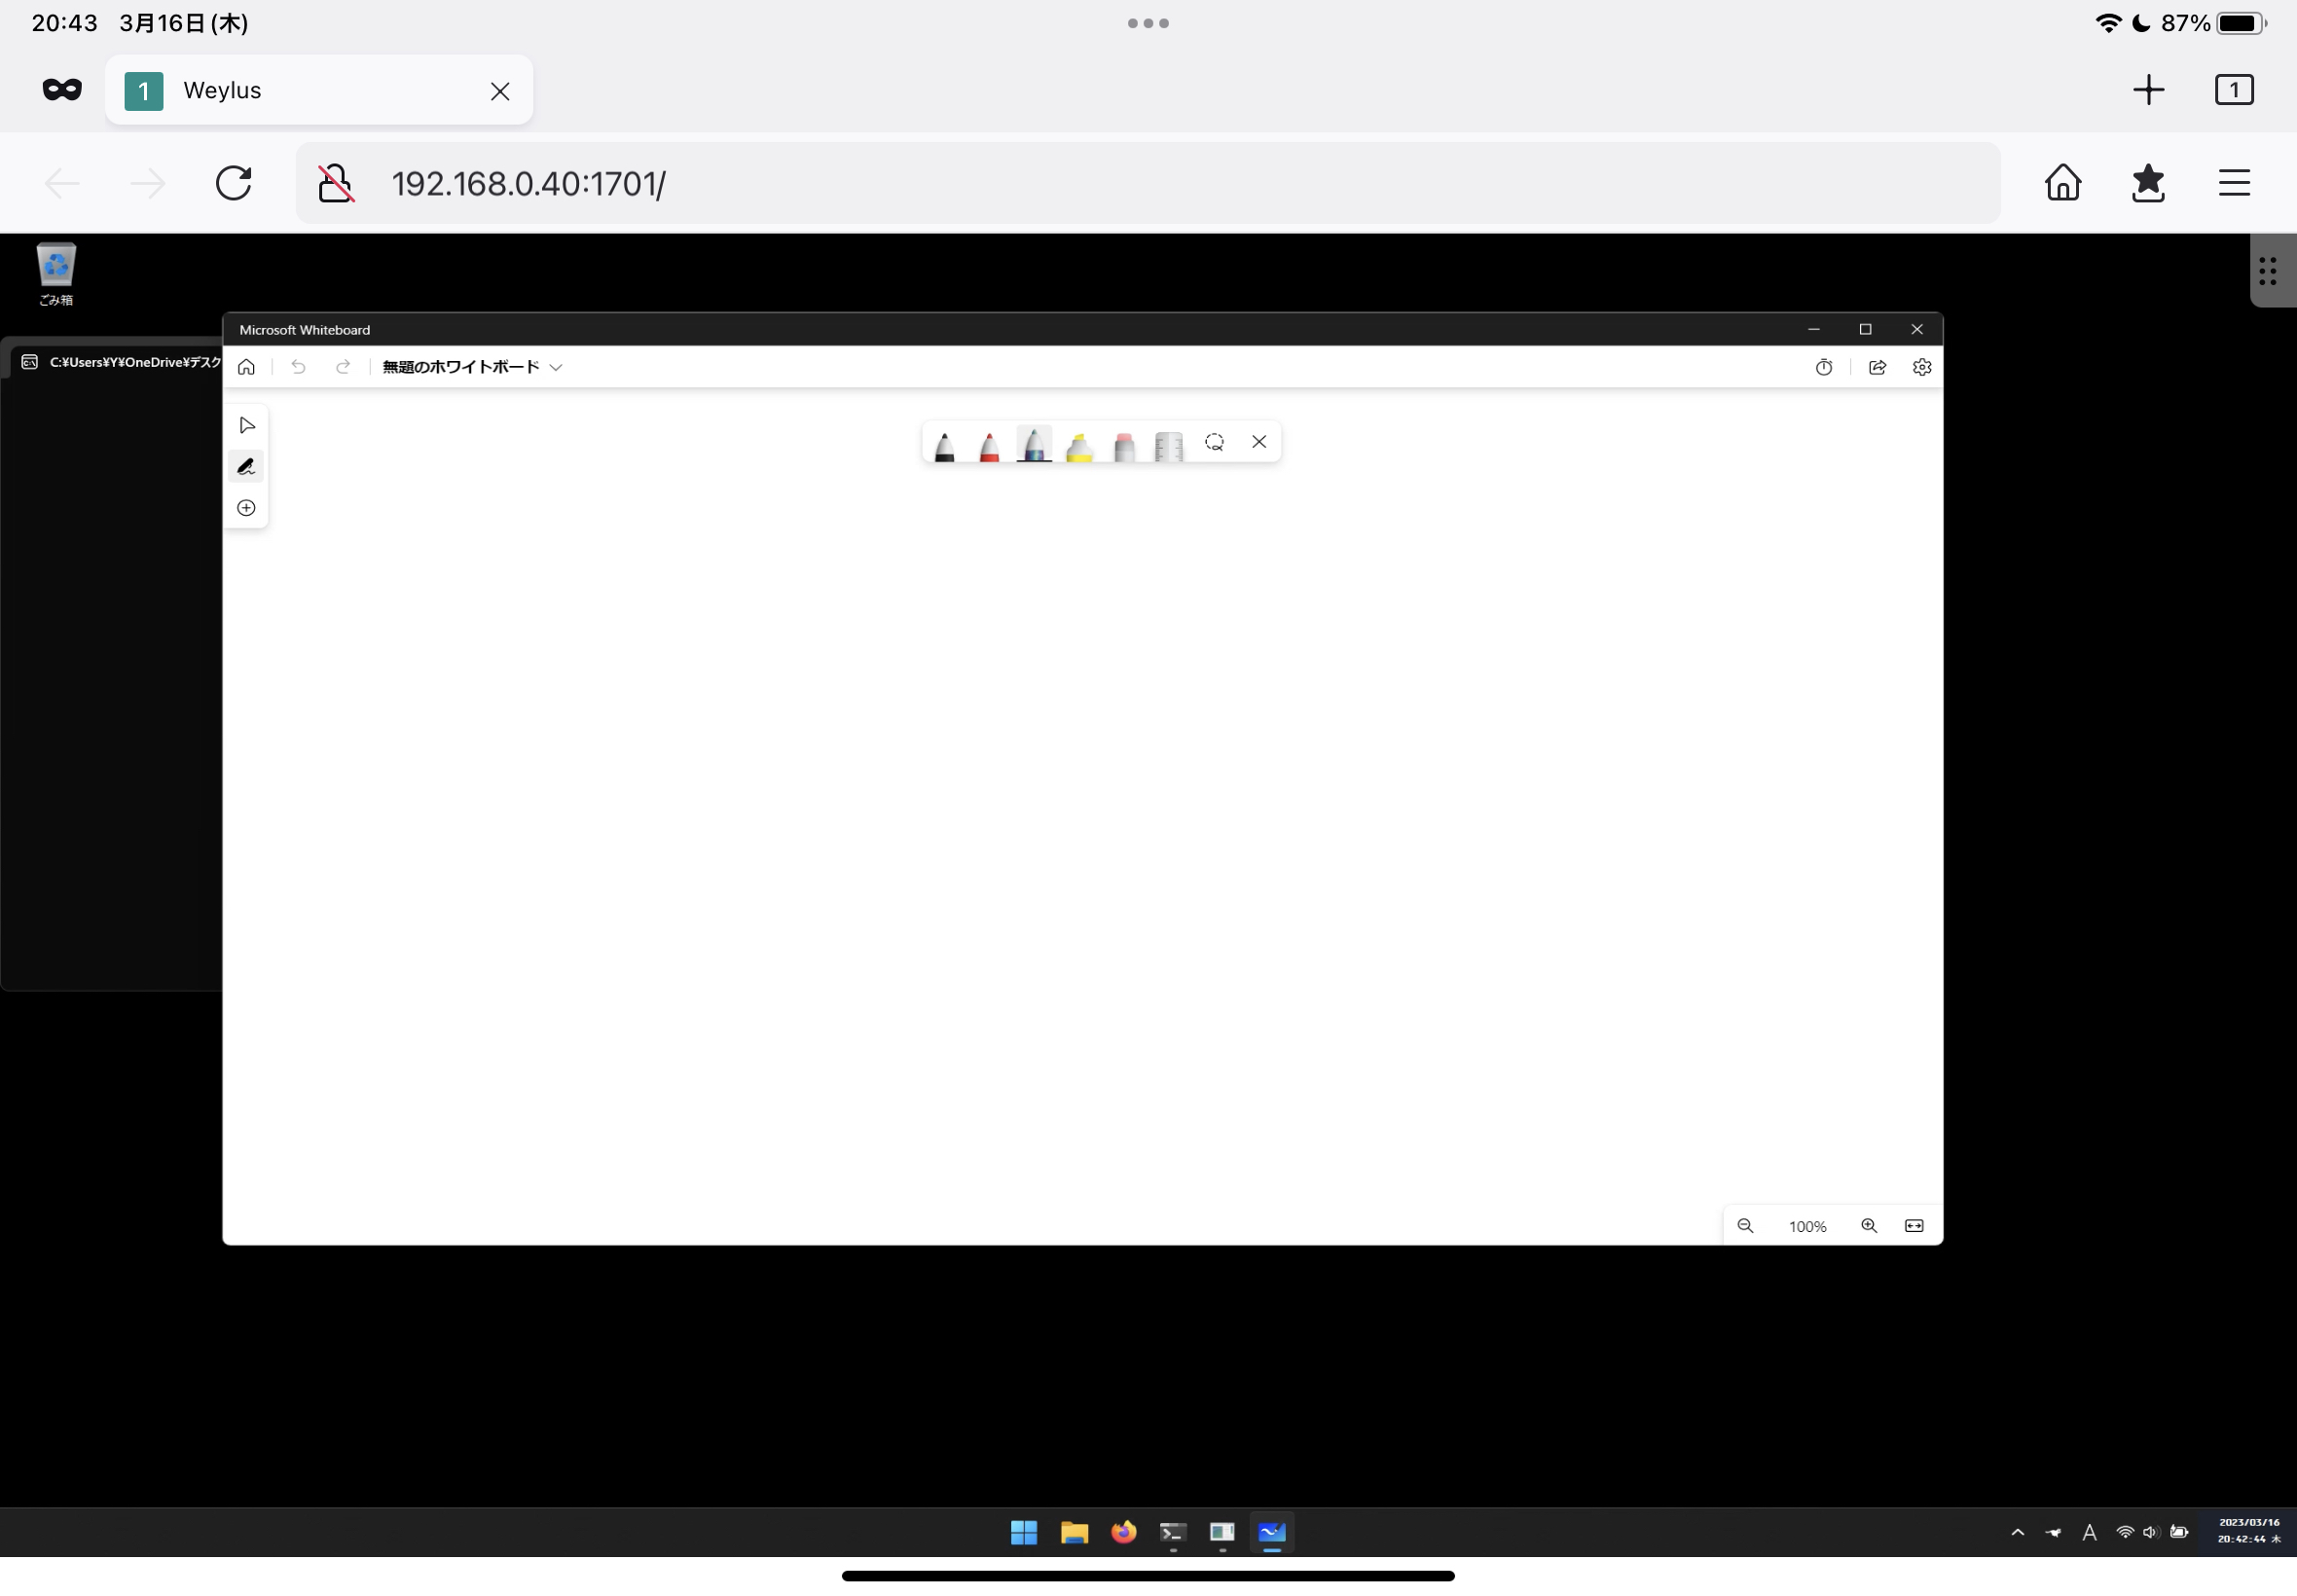 20:43 3月16日(木)
87%
1 Weylus
1
192.168.0.40:1701/
ごみ箱
Microsoft Whiteboard
C:¥Users¥Y¥OneDrive¥デスク
無題のホワイトボード
100%
A
2023/03/16
20:42:44 木